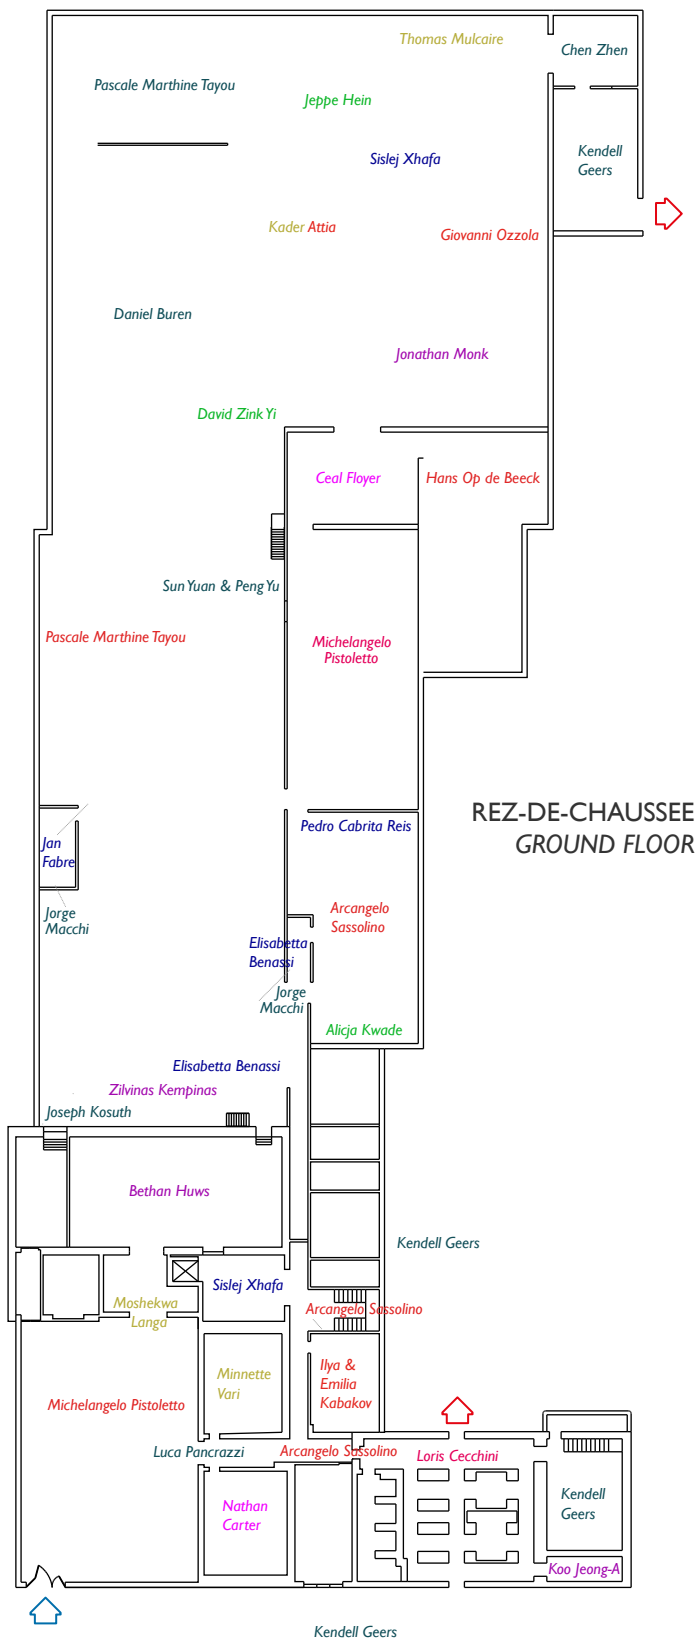 Thomas Mulcaire
Chen Zhen
Pascale Marthine Tayou
Jeppe Hein
Sislej Xhafa
Kendell
Geers
Kader Attia
Giovanni Ozzola
Daniel Buren
Jonathan Monk
David Zink Yi
Ceal Floyer
Hans Op de Beeck
Sun Yuan & Peng Yu
Pascale Marthine Tayou
Michelangelo
Pistoletto
REZ-DE-CHAUSSEE
GROUND FLOOR
Pedro Cabrita Reis
Jan
Fabre
Jorge
Macchi
Arcangelo
Sassolino
Elisabetta
Benassi
Jorge
Macchi
Alicja Kwade
Elisabetta Benassi
Zilvinas Kempinas
Joseph Kosuth
Bethan Huws
Kendell Geers
Sislej Xhafa
Moshekwa
Langa
Arcangelo Sassolino
Ilya &
Emilia
Kabakov
Minnette
Vari
Michelangelo Pistoletto
Luca Pancrazzi
Arcangelo Sassolino
Loris Cecchini
Kendell
Geers
Nathan
Carter
Koo Jeong-A
Kendell Geers